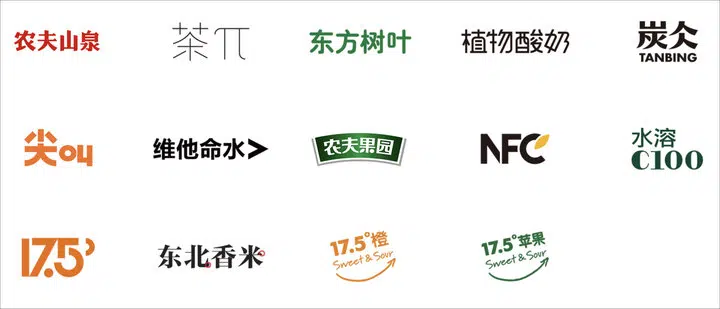 农夫山泉
茶π
东方树叶
植物酸奶
炭仌
TANBING
尖叫
维他命水>
农夫果园
NFC
水溶
C100
17.5°
东北香米
17.5°橙
Sweet & Sour
17.5°苹果
Sweet & Sour